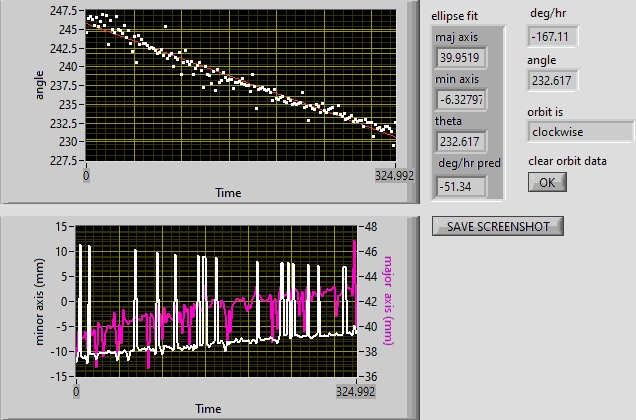 247.5
245
242.5
240
237.5
235
232.5
230
227.5
angle
0
324.992
Time
ellipse fit
maj axis
39.9519
min axis
-6.32797
theta
232.617
deg/hr pred
-51.34
deg/hr
-167.11
angle
232.617
orbit is
clockwise
clear orbit data
OK
SAVE SCREENSHOT
15
10
5
0
-5
-10
-15
minor axis (mm)
48
46
44
42
40
38
36
major axis (mm)
0
324.992
Time